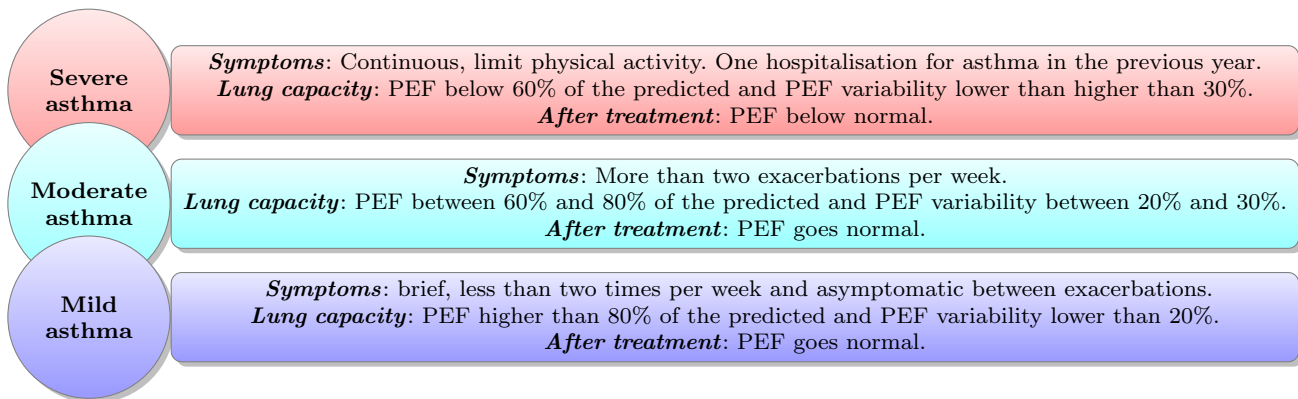 Severe
asthma
Symptoms: Continuous, limit physical activity. One hospitalisation for asthma in the previous year.
Lung capacity: PEF below 60% of the predicted and PEF variability lower than higher than 30%.
After treatment: PEF below normal.
Moderate
asthma
Symptoms: More than two exacerbations per week.
Lung capacity: PEF between 60% and 80% of the predicted and PEF variability between 20% and 30%.
After treatment: PEF goes normal.
Mild
asthma
Symptoms: brief, less than two times per week and asymptomatic between exacerbations.
Lung capacity: PEF higher than 80% of the predicted and PEF variability lower than 20%.
After treatment: PEF goes normal.